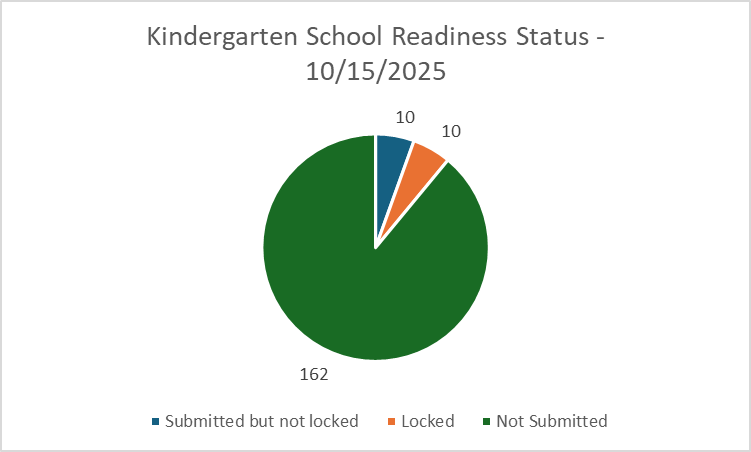 Kindergarten School Readiness Status -
10/15/2025
10
10
162
Submitted but not locked
Locked
Not Submitted